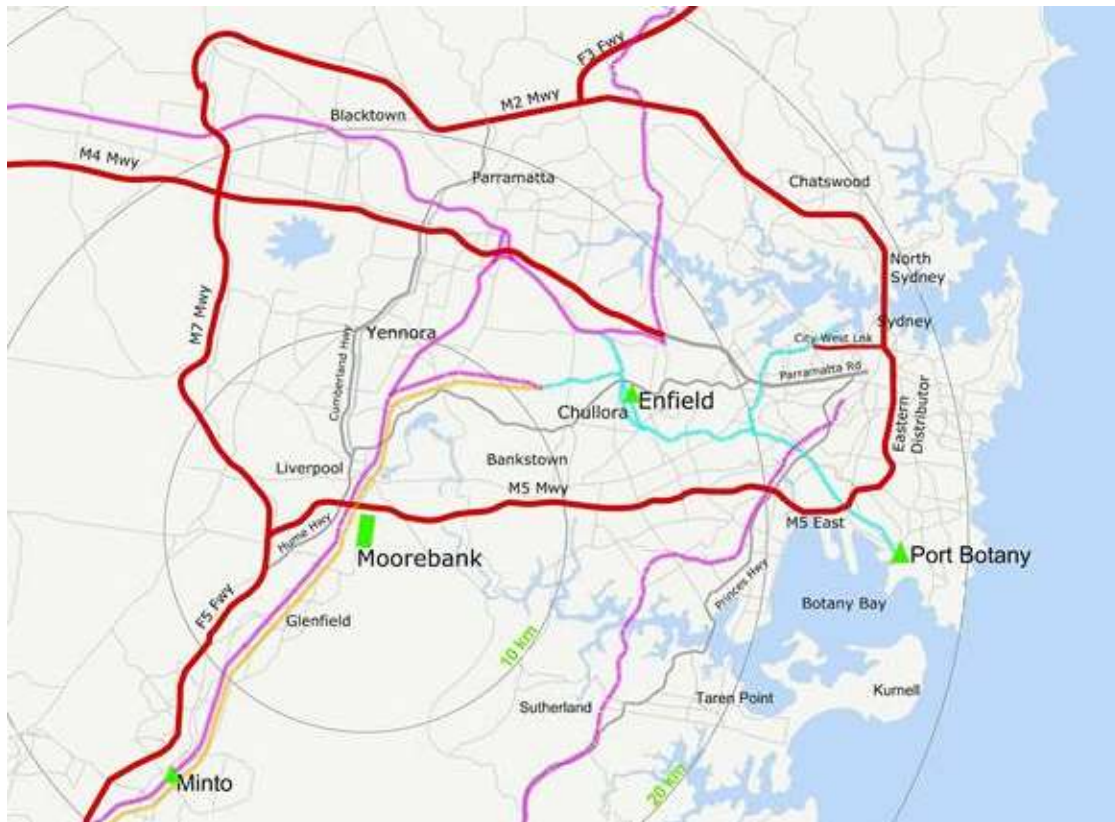 F3 Fwy
M2 Mwy
Blacktown
M4 Mwy
Parramatta
Chatswood
North
Sydney
M7 Mwy
Yennora
Cumberland Hwy
Sydney
City West Lnk
Parramatta Rd
Enfield
Chullora
Eastern
Distributor
Liverpool
Bankstown
M5 Mwy
M5 East
Hume Hwy
Moorebank
Port Botany
Princes Hwy
Botany Bay
F5 Fwy
Glenfield
10 km
Sutherland
Taren Point
Kurnell
Minto
20 km